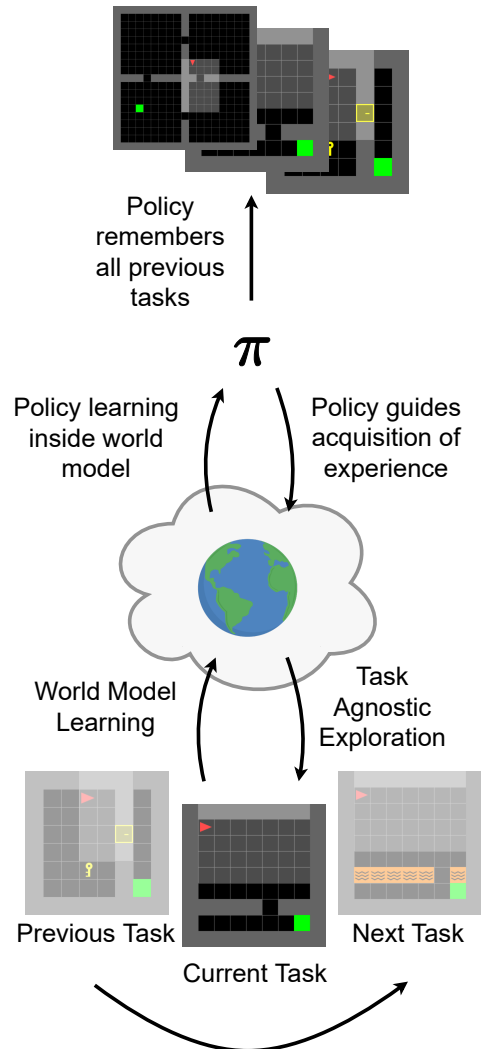 Policy
remembers
all previous
tasks
π
Policy learning
inside world
model
Policy guides
acquisition of
experience
World Model
Learning
Task
Agnostic
Exploration
Previous Task
Current Task
Next Task